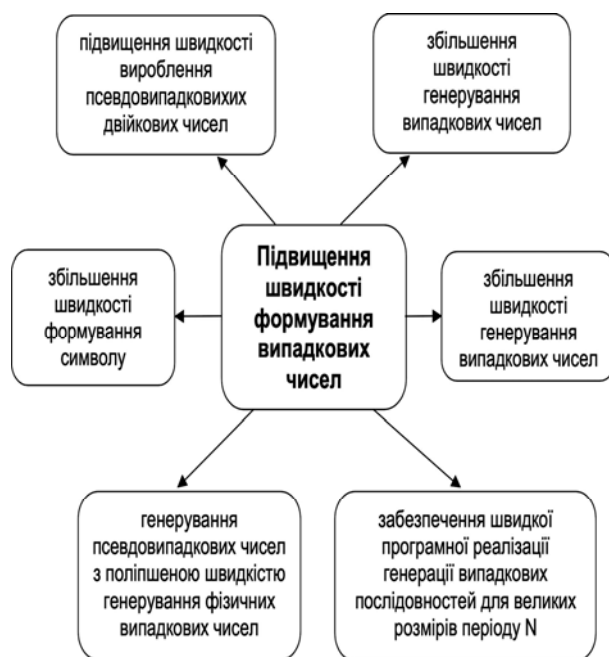 підвищення швидкості
вироблення
псевдовипадковихих
двійкових чисел
збільшення
швидкості
генерування
випадкових чисел
збільшення
швидкості
формування
символу
Підвищення
швидкості
формування
випадкових
чисел
збільшення
швидкості
генерування
випадкових чисел
генерування
псевдовипадкових чисел
з поліпшеною швидкістю
генерування фізичних
випадкових чисел
забезпечення швидкої
програмної реалізації
генерації випадкових
послідовностей для великих
розмірів періоду N